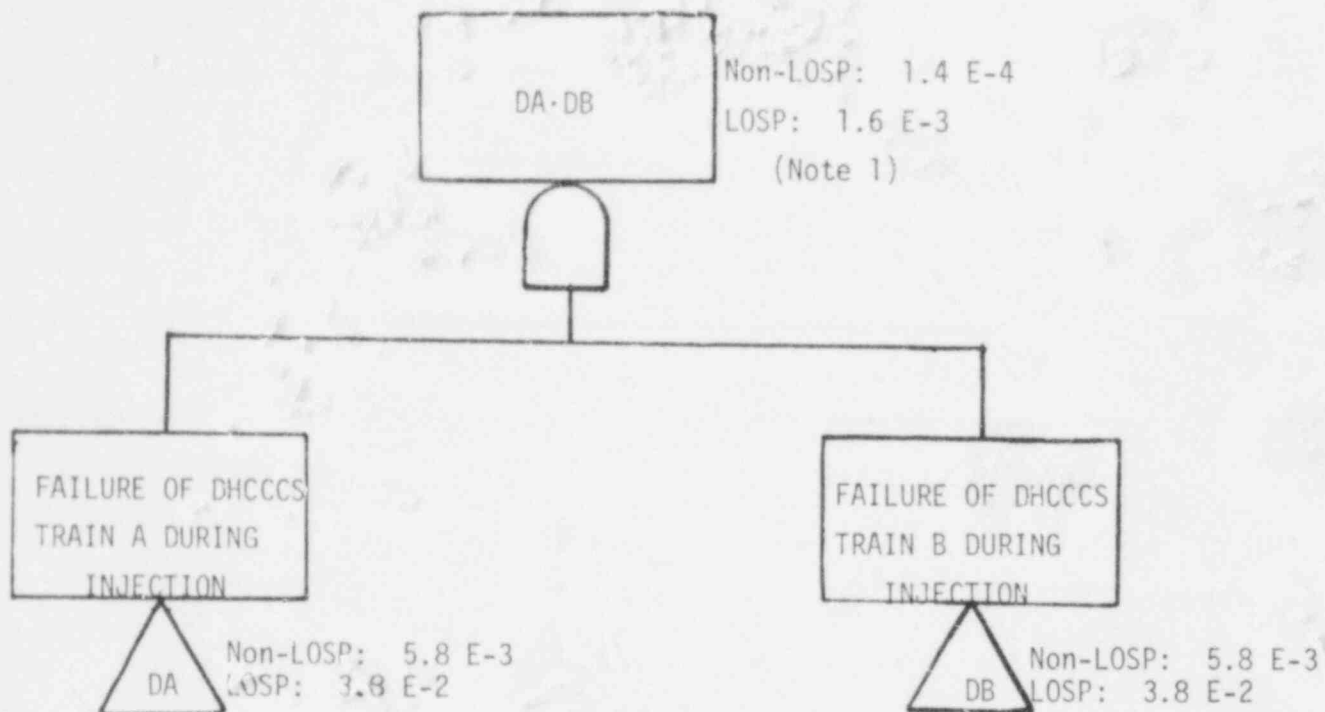 DA·DB
Non-LOSP: 1.4 E-4
LOSP: 1.6 E-3
(Note 1)
FAILURE OF DHCCCS
TRAIN A DURING
INJECTION
DA
Non-LOSP: 5.8 E-3
LOSP: 3.8 E-2
FAILURE OF DHCCCS
TRAIN B DURING
INJECTION
DB
Non-LOSP: 5.8 E-3
LOSP: 3.8 E-2